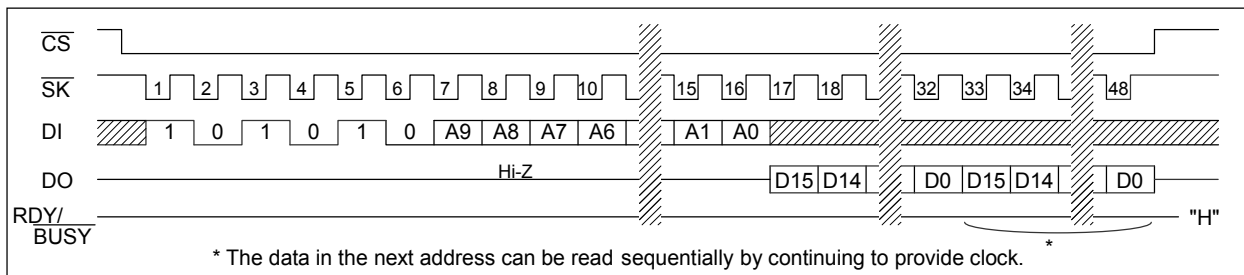 CS
SK 1 2 3 4 5 6 7 8 9 10 15 16 17 18 32 33 34 48
DI 1 0 1 0 1 0 A9 A8 A7 A6 A1 A0
DO Hi-Z D15 D14 D0 D15 D14 D0
RDY/
BUSY "H"
*
* The data in the next address can be read sequentially by continuing to provide clock.